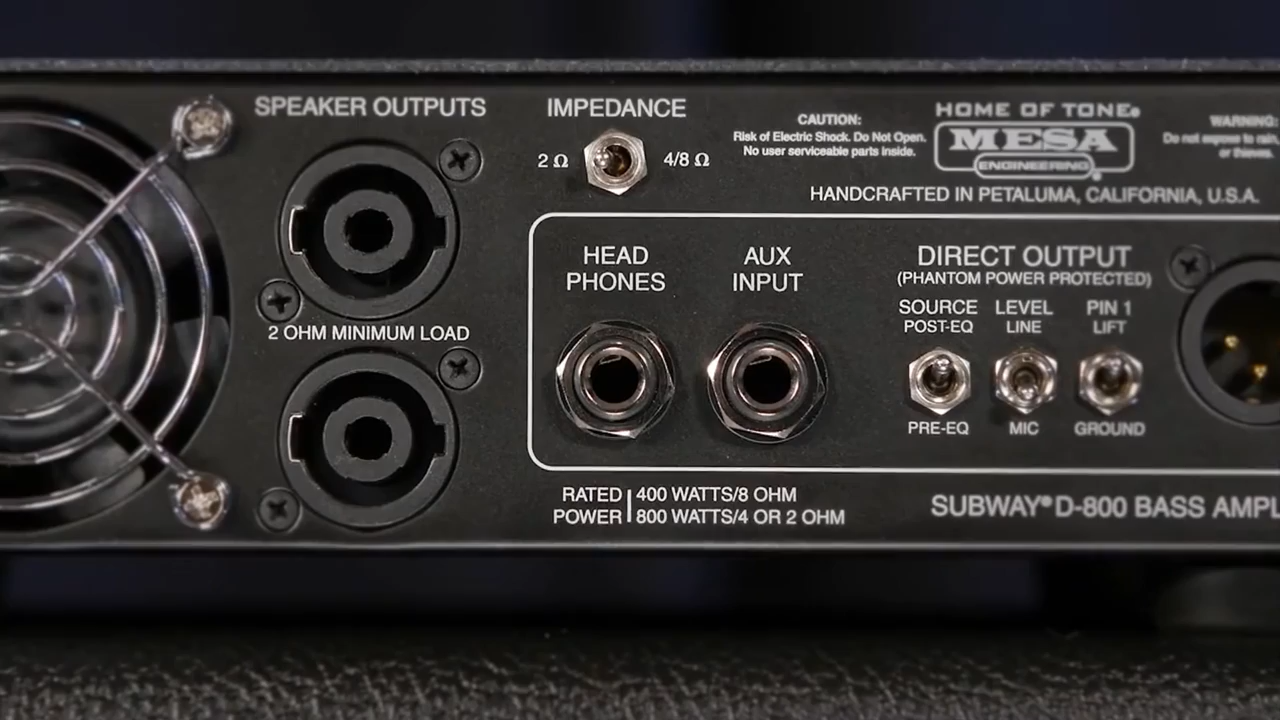 SPEAKER OUTPUTS
2 OHM MINIMUM LOAD
IMPEDANCE
2 Ω
4/8 Ω
CAUTION:
Risk of Electric Shock. Do Not Open.
No user serviceable parts inside.
HOME OF TONE®
MESA
ENGINEERING®
WARNING:
Do not expose to rain,
or thieves.
HANDCRAFTED IN PETALUMA, CALIFORNIA, U.S.A.
HEAD
PHONES
AUX
INPUT
DIRECT OUTPUT
(PHANTOM POWER PROTECTED)
SOURCE
POST-EQ
PRE-EQ
LEVEL
LINE
MIC
PIN 1
LIFT
GROUND
RATED
POWER
400 WATTS/8 OHM
800 WATTS/4 OR 2 OHM
SUBWAY® D-800 BASS AMPL